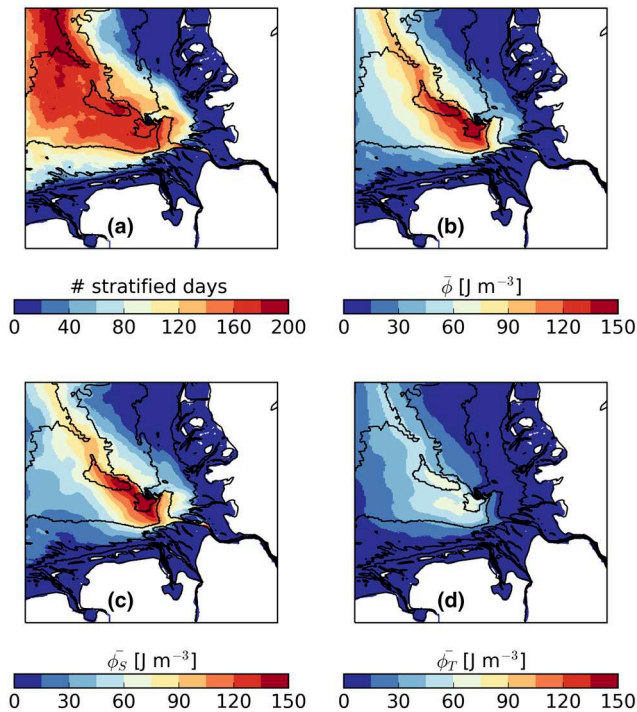 (a) (b)
# stratified days
0 40 80 120 160 200
φ̄ [J m⁻³]
0 30 60 90 120 150
(c) (d)
φ̄_S [J m⁻³]
0 30 60 90 120 150
φ̄_T [J m⁻³]
0 30 60 90 120 150